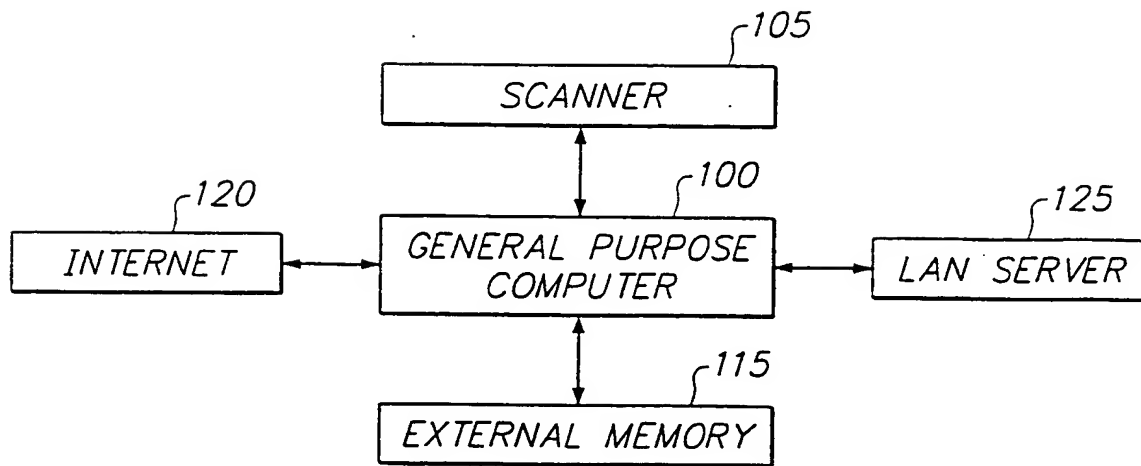 105
SCANNER
120
100
125
INTERNET
GENERAL PURPOSE
COMPUTER
LAN SERVER
115
EXTERNAL MEMORY